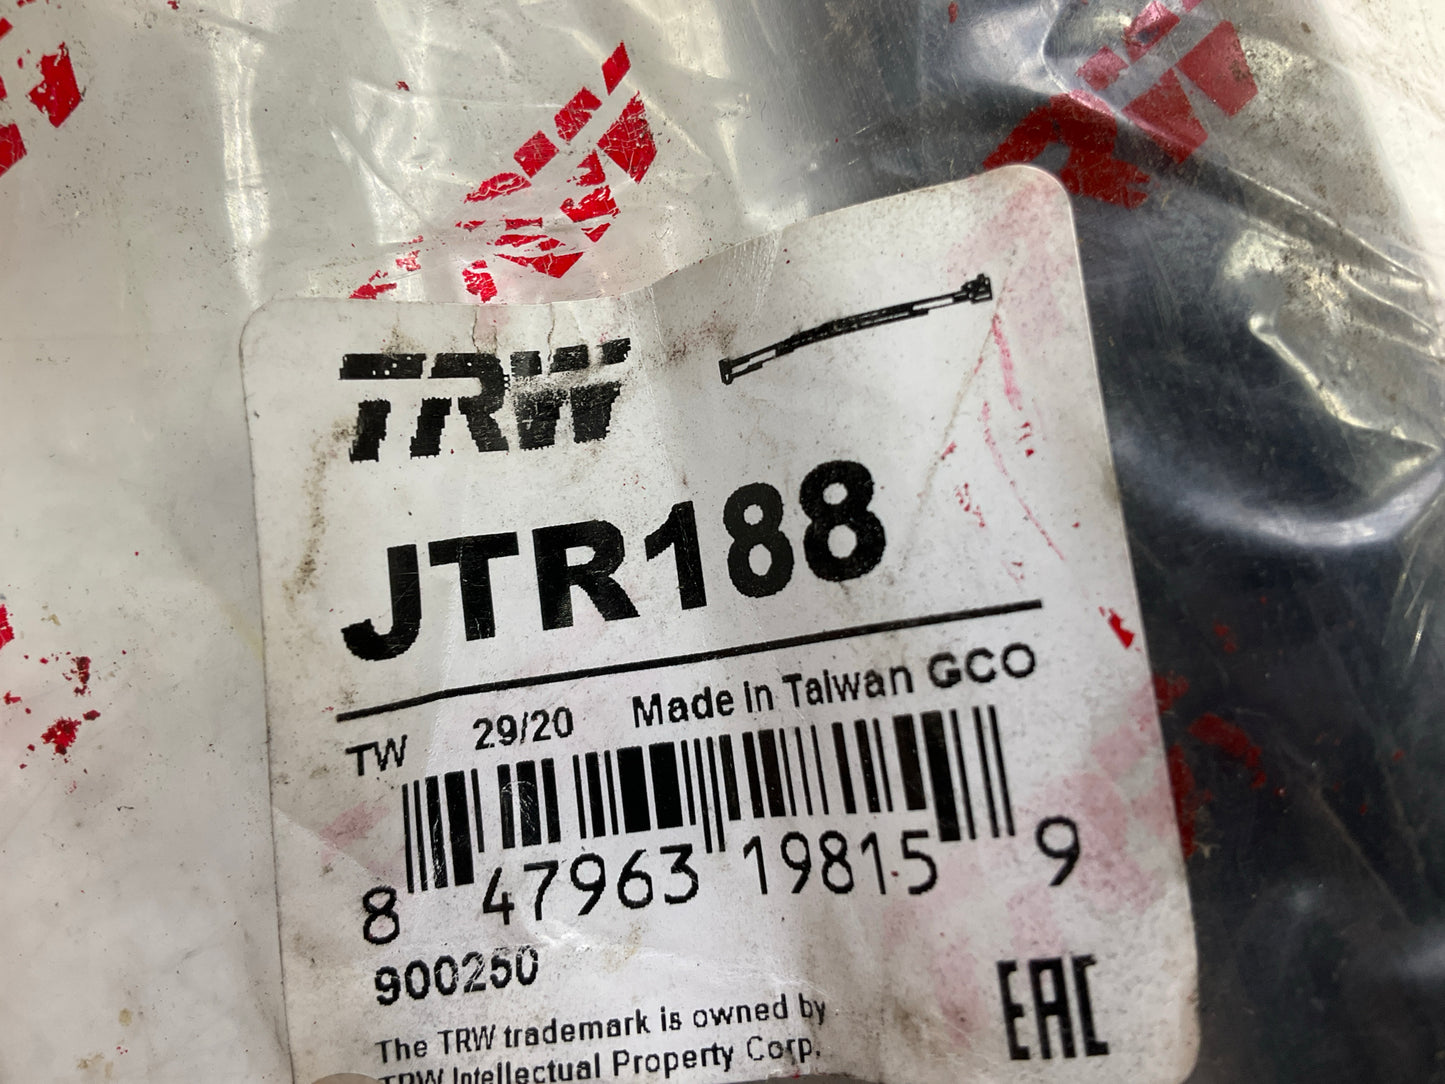 TRW
JTR188
TW 29/20 Made in Taiwan GCO
8 47963 19815 9
900250
EAC
The TRW trademark is owned by
TRW Intellectual Property Corp.